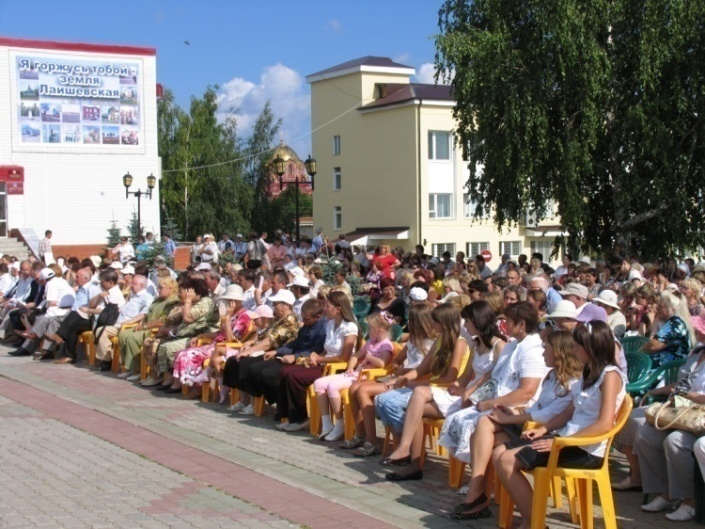 Я горжусь тобой
земля
Лаишевская